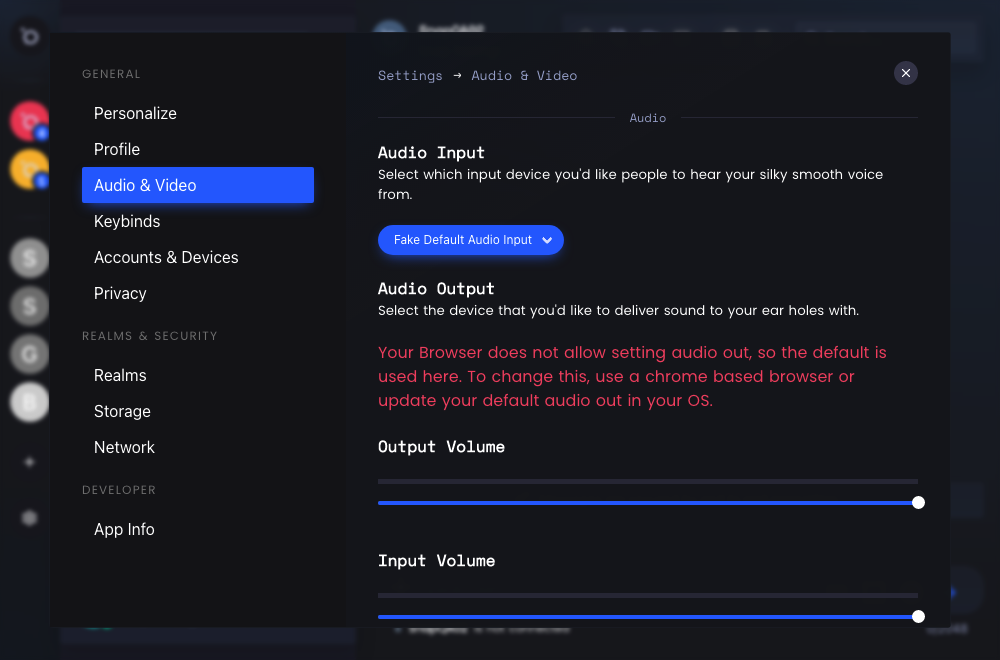 GENERAL
Personalize
Profile
Audio & Video
Keybinds
Accounts & Devices
Privacy
REALMS & SECURITY
Realms
Storage
Network
DEVELOPER
App Info
Settings → Audio & Video
Audio
Audio Input
Select which input device you'd like people to hear your silky smooth voice
from.
Fake Default Audio Input
Audio Output
Select the device that you'd like to deliver sound to your ear holes with.
Your Browser does not allow setting audio out, so the default is
used here. To change this, use a chrome based browser or
update your default audio out in your OS.
Output Volume
Input Volume
S
S
G
B